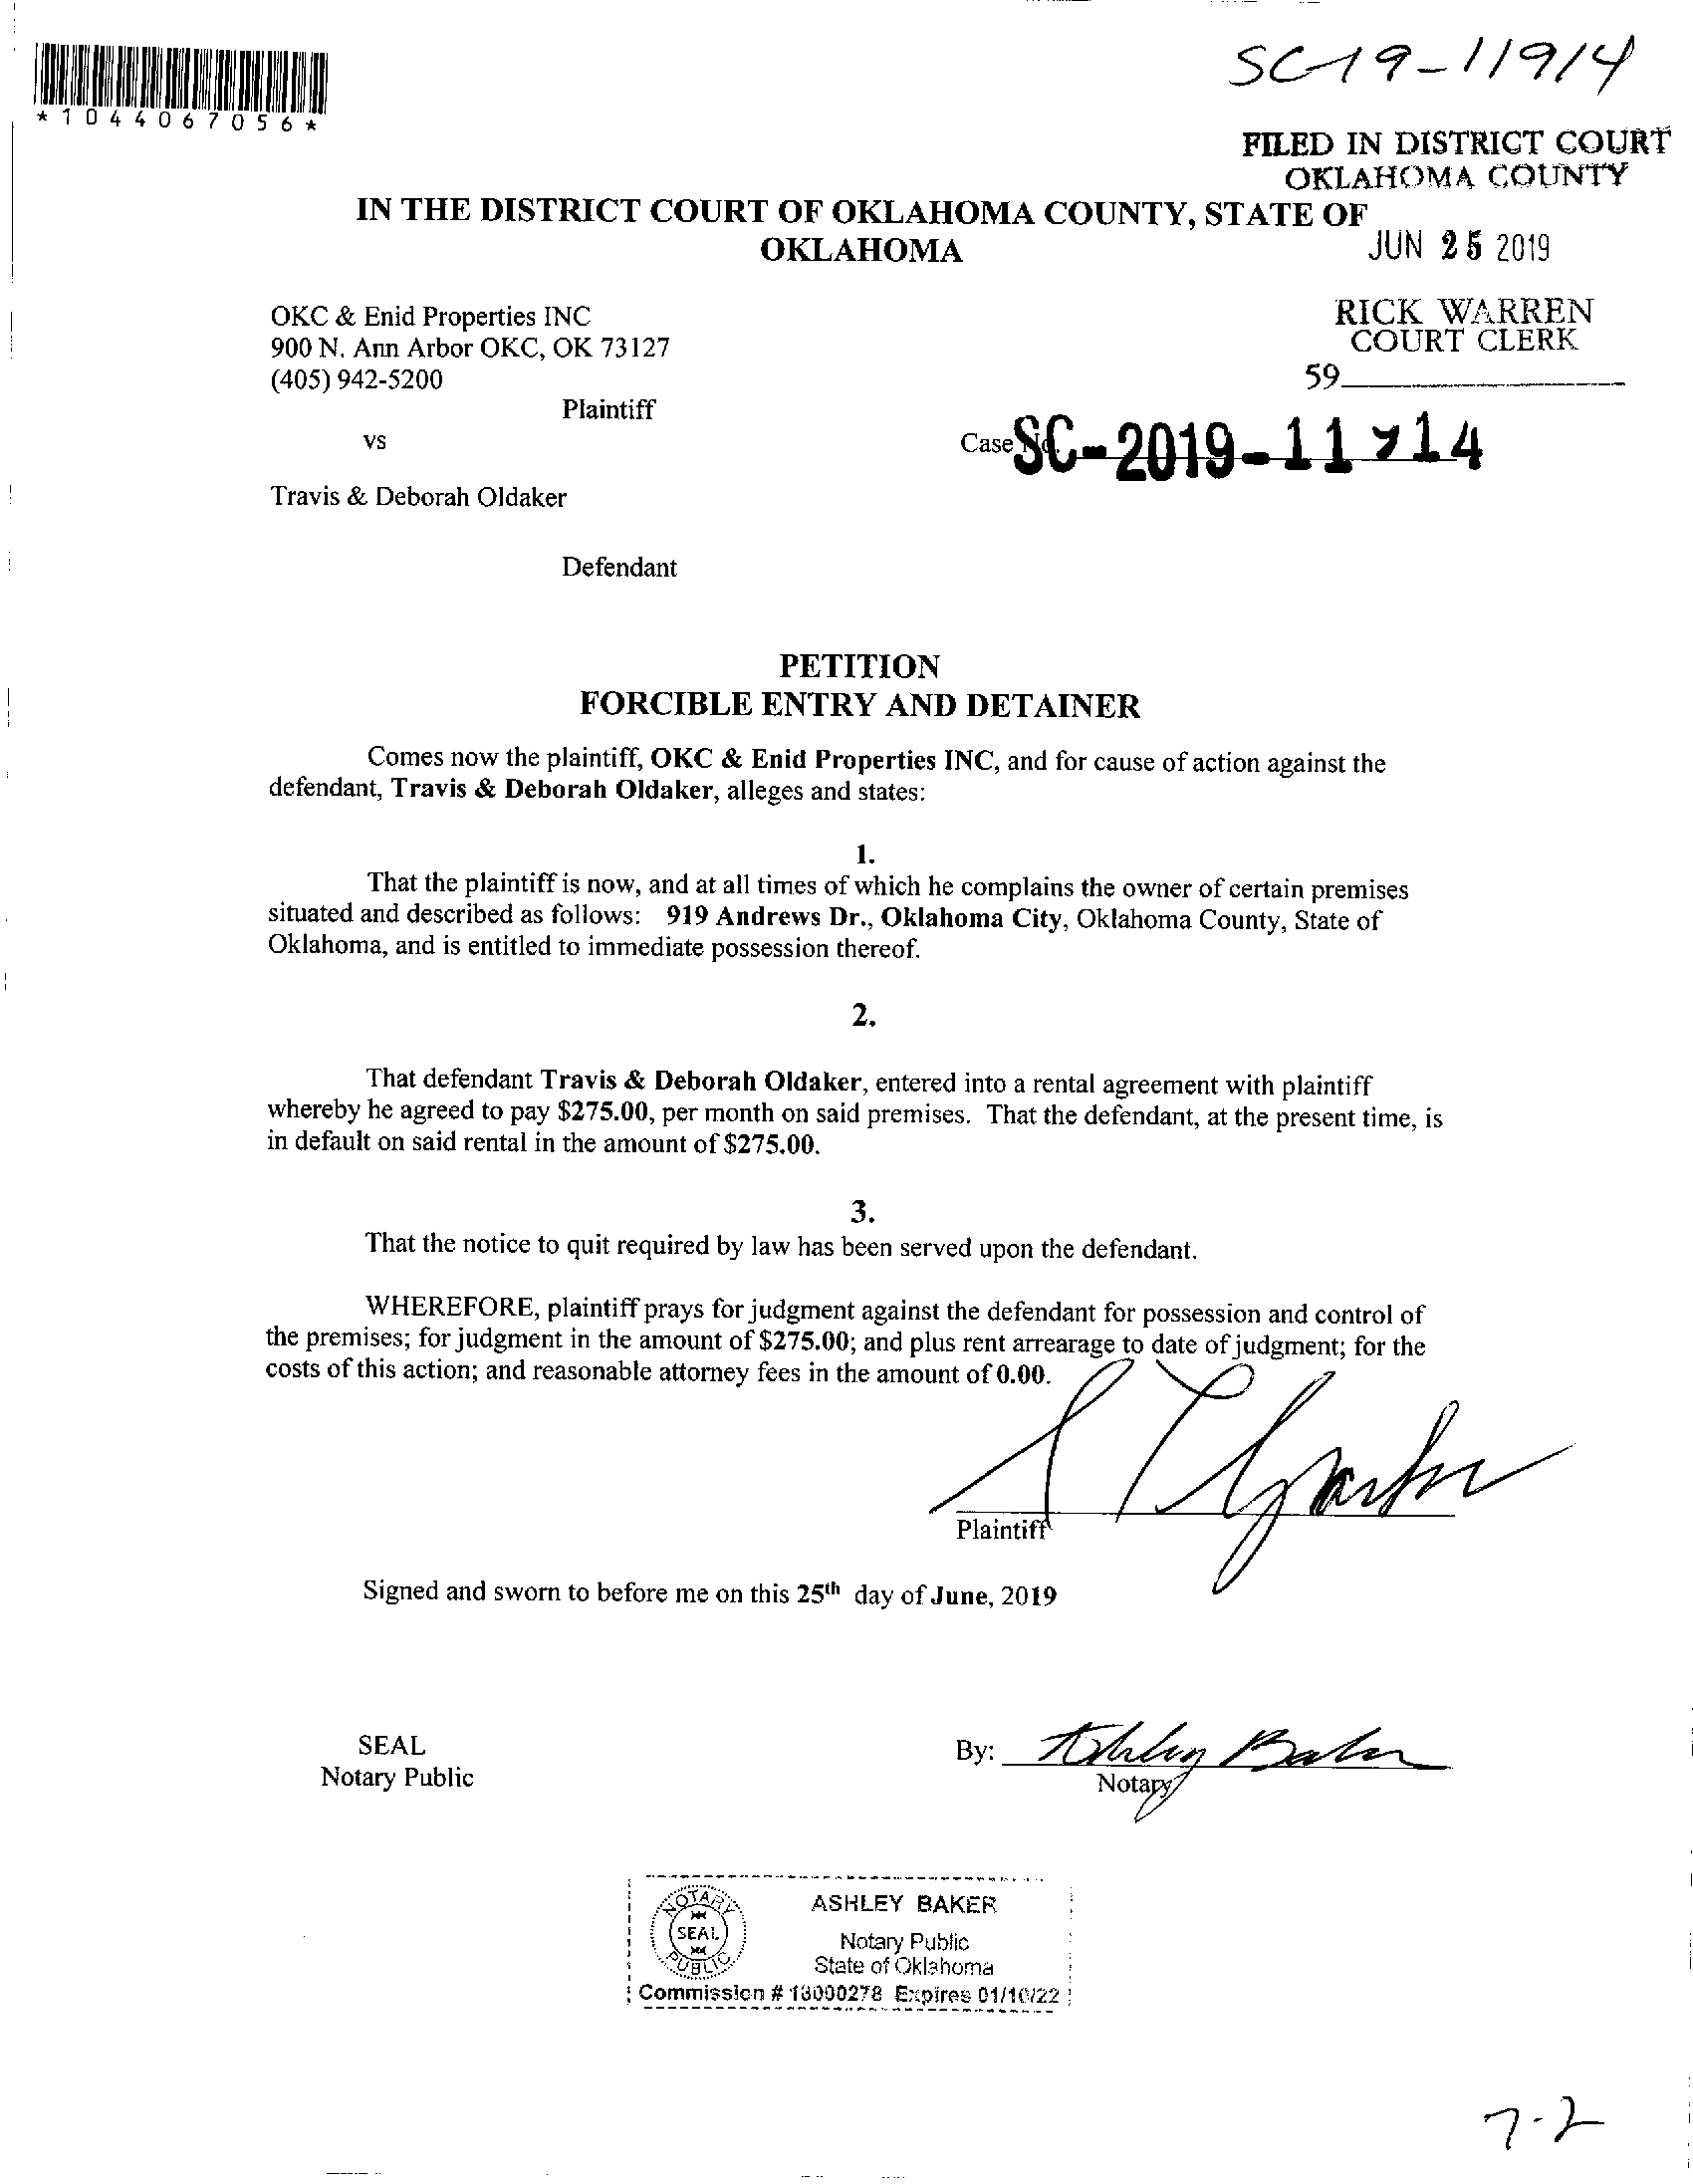 SC-19-11914
*1044067056*
FILED IN DISTRICT COURT
OKLAHOMA COUNTY
IN THE DISTRICT COURT OF OKLAHOMA COUNTY, STATE OF
OKLAHOMA
JUN 25 2019
OKC & Enid Properties INC
900 N. Ann Arbor OKC, OK 73127
(405) 942-5200
RICK WARREN
COURT CLERK
59
Plaintiff
vs
Case No. SC-2019-11 14
Travis & Deborah Oldaker
Defendant
PETITION
FORCIBLE ENTRY AND DETAINER
Comes now the plaintiff, OKC & Enid Properties INC, and for cause of action against the
defendant, Travis & Deborah Oldaker, alleges and states:
1.
That the plaintiff is now, and at all times of which he complains the owner of certain premises
situated and described as follows: 919 Andrews Dr., Oklahoma City, Oklahoma County, State of
Oklahoma, and is entitled to immediate possession thereof.
2.
That defendant Travis & Deborah Oldaker, entered into a rental agreement with plaintiff
whereby he agreed to pay $275.00, per month on said premises. That the defendant, at the present time, is
in default on said rental in the amount of $275.00.
3.
That the notice to quit required by law has been served upon the defendant.
WHEREFORE, plaintiff prays for judgment against the defendant for possession and control of
the premises; for judgment in the amount of $275.00; and plus rent arrearage to date of judgment; for the
costs of this action; and reasonable attorney fees in the amount of 0.00.
Plaintiff
Signed and sworn to before me on this 25th day of June, 2019
SEAL
Notary Public
By: Ashley Baker
Notary
NOTARY
SEAL
PUBLIC
ASHLEY BAKER
Notary Public
State of Oklahoma
Commission # 18000278 Expires 01/10/22
7-2